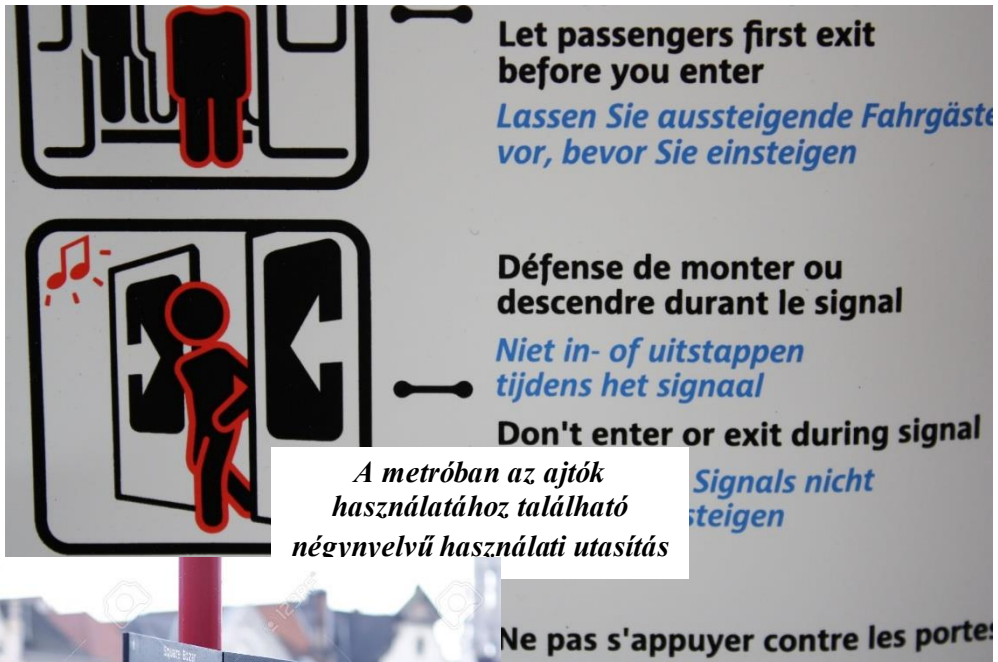 Let passengers first exit
before you enter
Lassen Sie aussteigende Fahrgäste
vor, bevor Sie einsteigen
Défense de monter ou
descendre durant le signal
Niet in- of uitstappen
tijdens het signaal
Don't enter or exit during signal
Signals nicht
steigen
A metróban az ajtók
használatához található
négynyelvű használati utasítás
Ne pas s'appuyer contre les portes